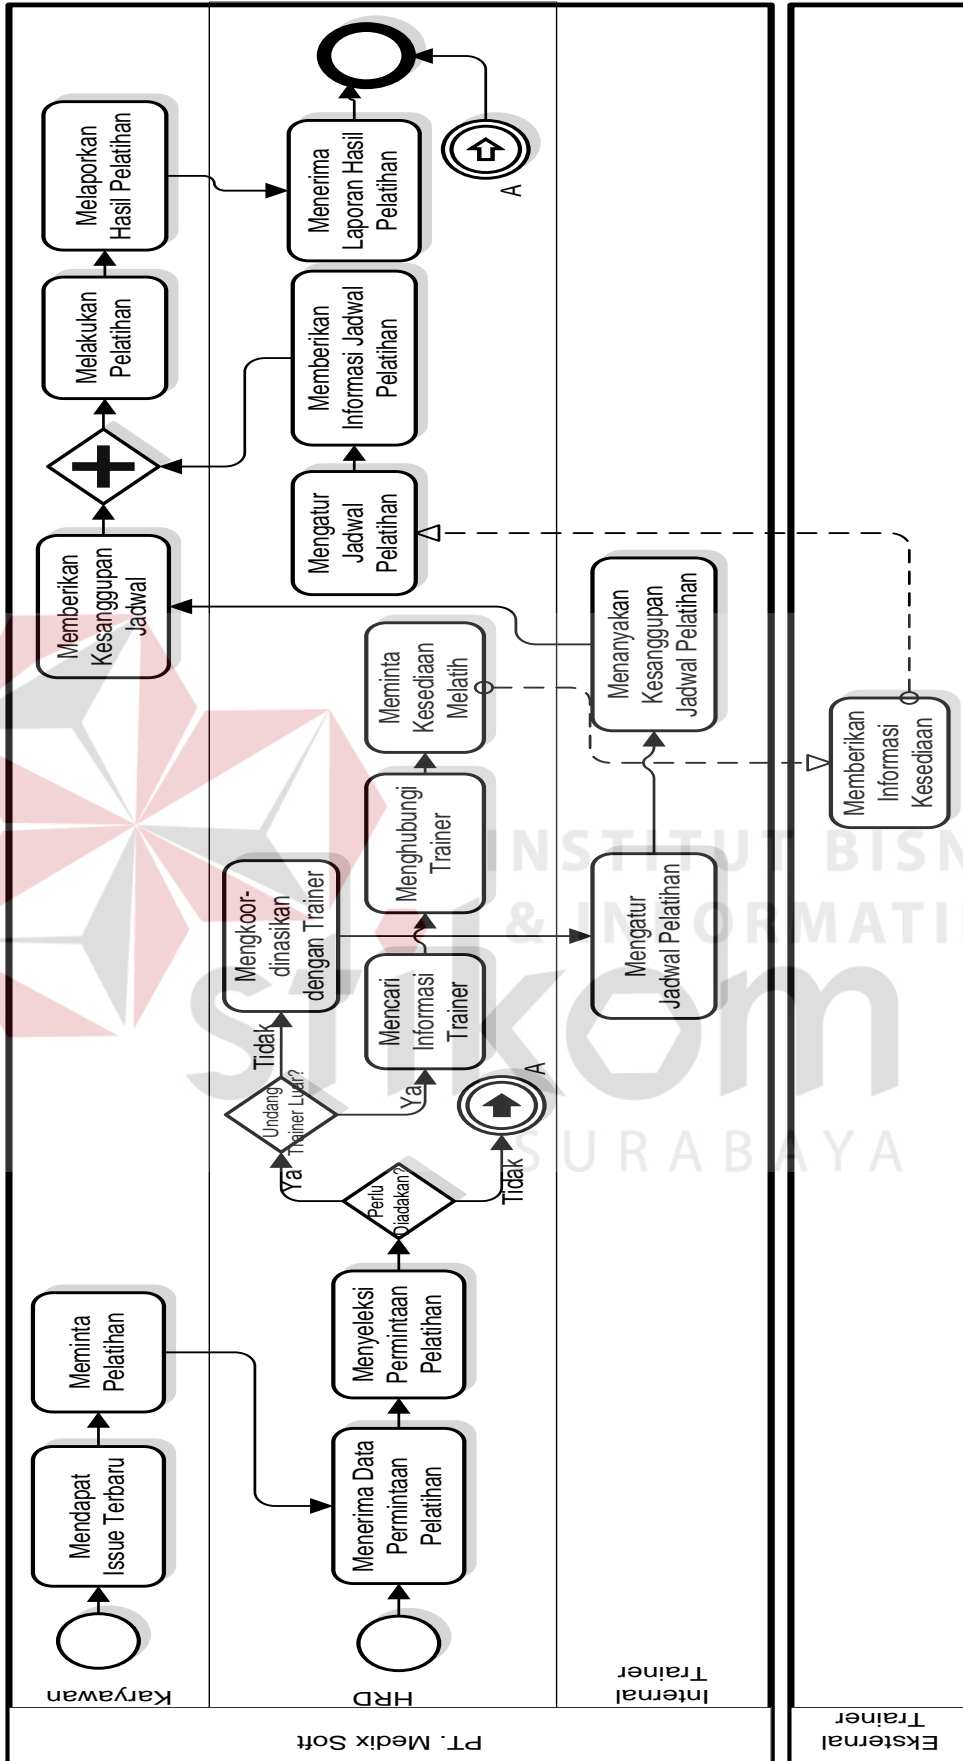 PT. Medix Soft
Karyawan
HRD
Internal
Trainer
Eksternal
Trainer
Mendapat
Issue Terbaru
Meminta
Pelatihan
Menerima Data
Permintaan
Pelatihan
Menyeleksi
Permintaan
Pelatihan
Perlu
Diadakan?
Ya
Tidak
A
Undang
Trainer Luar?
Tidak
Ya
Mengkoor-
dinasikan
dengan Trainer
Mencari
Informasi
Trainer
Menghubungi
Trainer
Meminta
Kesediaan
Melatih
Mengatur
Jadwal Pelatihan
Menanyakan
Kesanggupan
Jadwal Pelatihan
Memberikan
Informasi
Kesediaan
Memberikan
Kesanggupan
Jadwal
Mengatur
Jadwal
Pelatihan
Memberikan
Informasi Jadwal
Pelatihan
Melakukan
Pelatihan
Melaporkan
Hasil Pelatihan
Menerima
Laporan Hasil
Pelatihan
A
INSTITUT BISN
& INFORMATI
stikom
SURABAYA